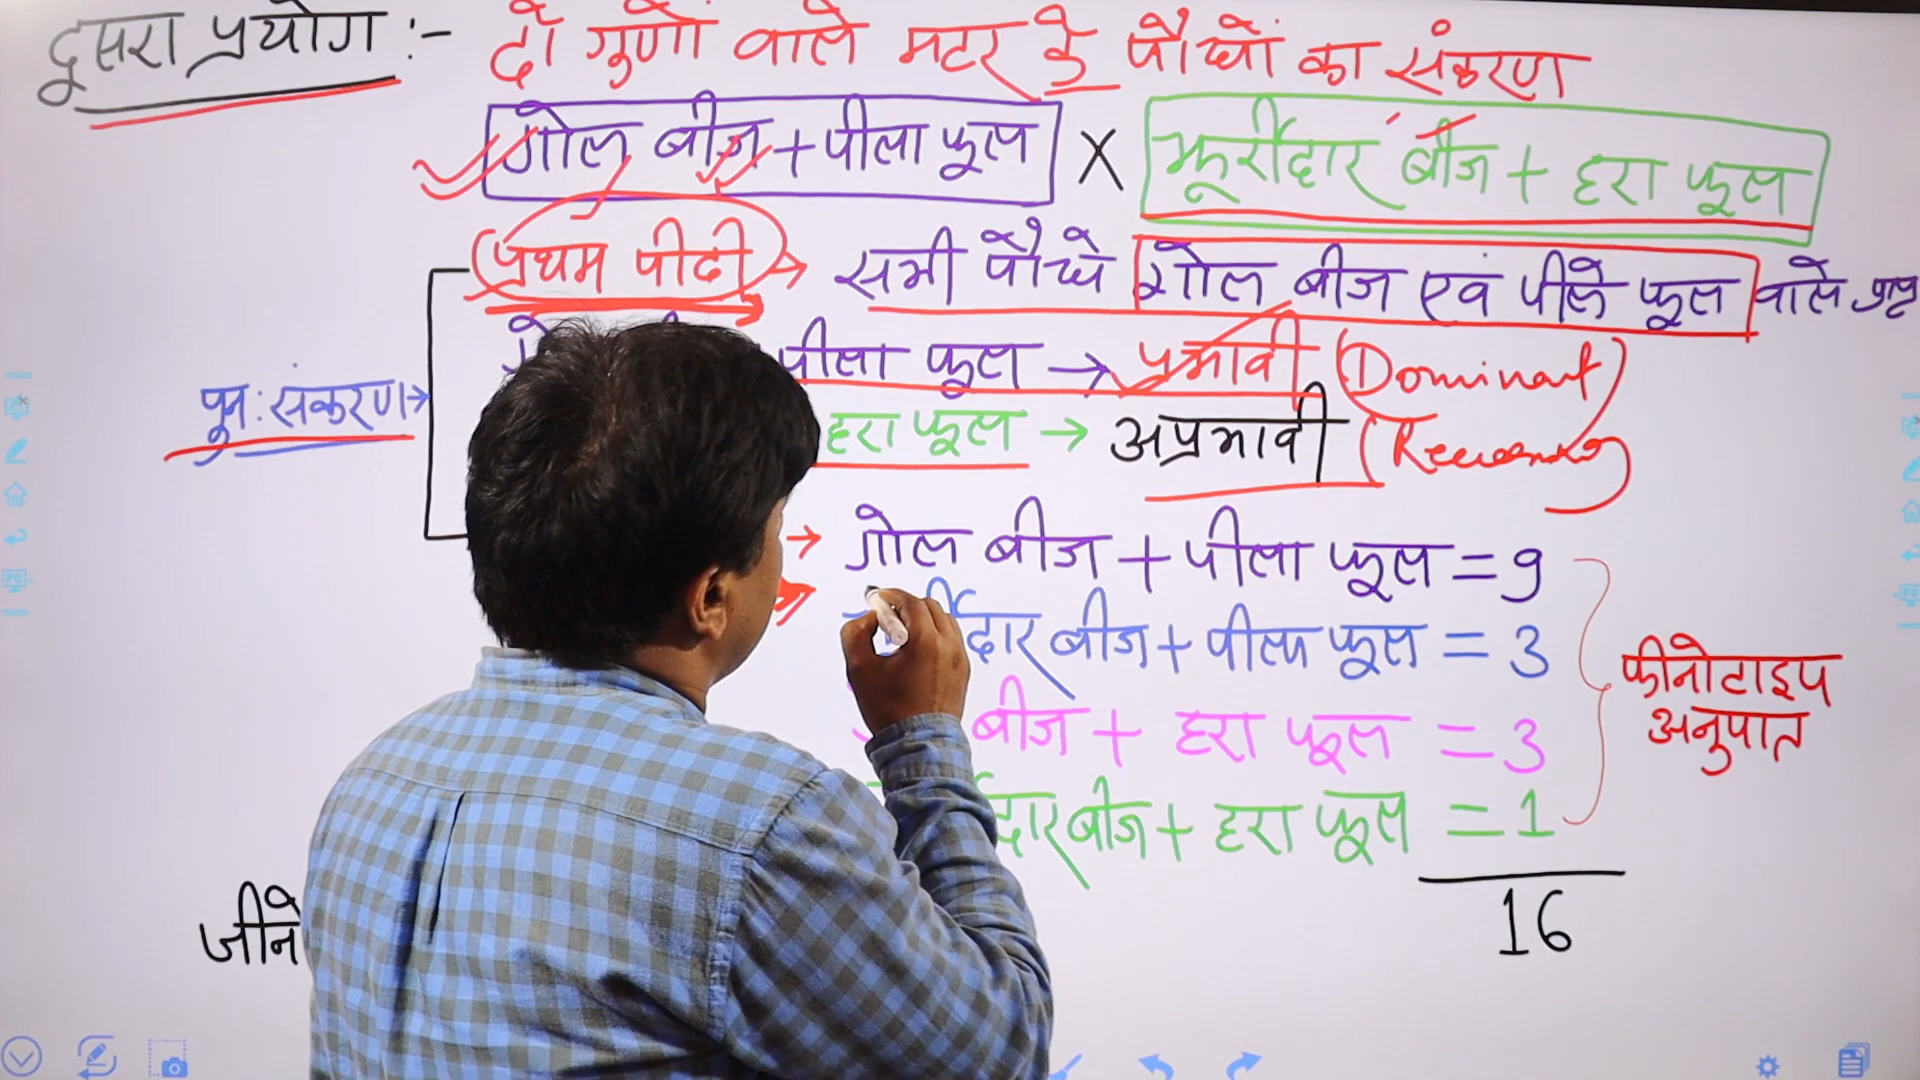 दूसरा प्रयोग :- दो गुणों वाले मटर के पौधों का संकरण
गोल बीज + पीला फूल X झूर्रीदार बीज + हरा फूल
प्रथम पीढी → सभी पौधे गोल बीज एवं पीले फूल वाले
पीला फूल → प्रभावी (Dominant)
पुन: संकरण →
हरा फूल → अप्रभावी
→ गोल बीज + पीला फूल = 9
दार बीज + पीला फूल = 3
बीज + हरा फूल = 3
दार बीज + हरा फूल = 1
फीनोटाइप
अनुपात
16
जीने